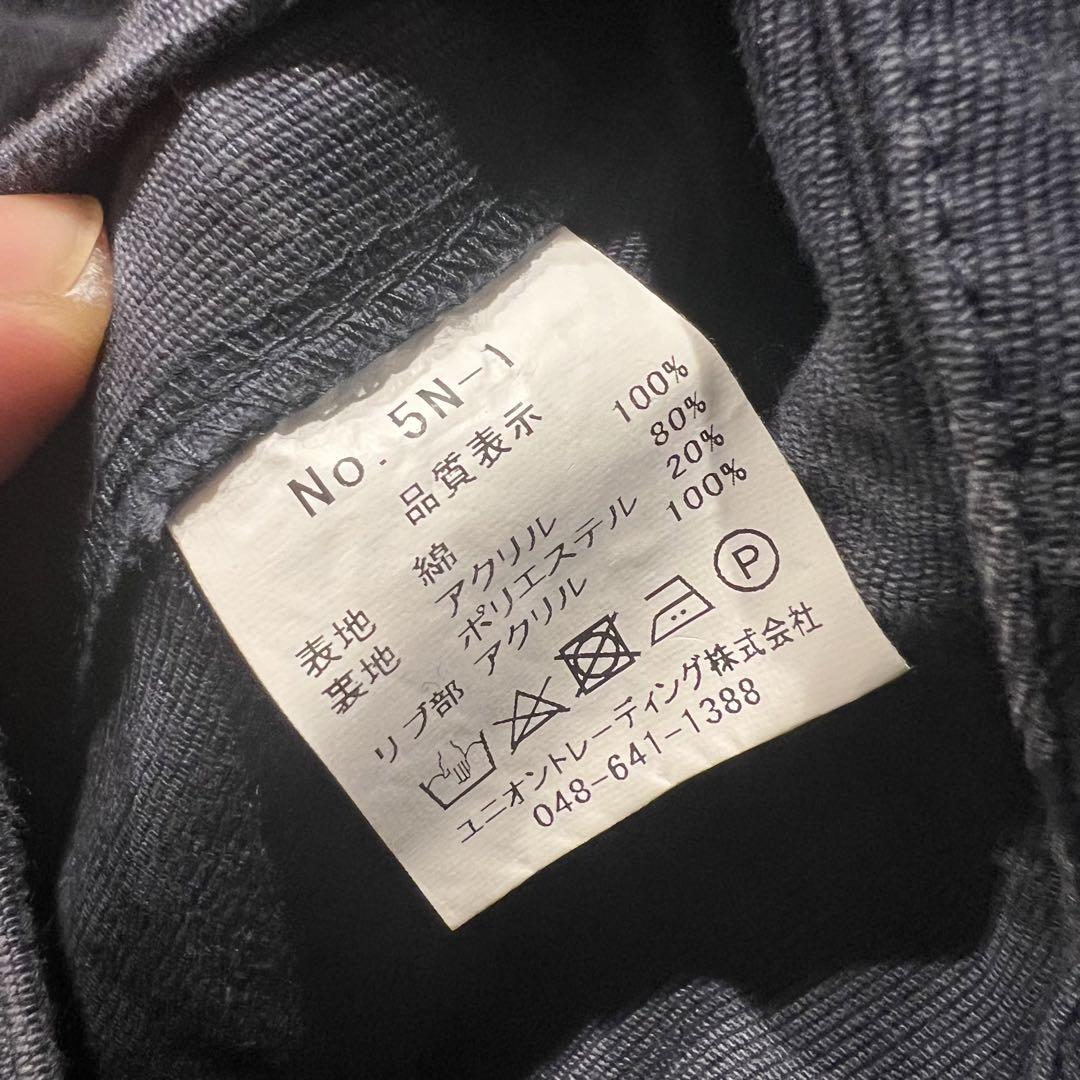 No. 5N-1
品質表示
表地 綿 100%
裏地 アクリル 80%
ポリエステル 20%
リブ部 アクリル 100%
P
ユニオントレーディング株式会社
048-641-1388